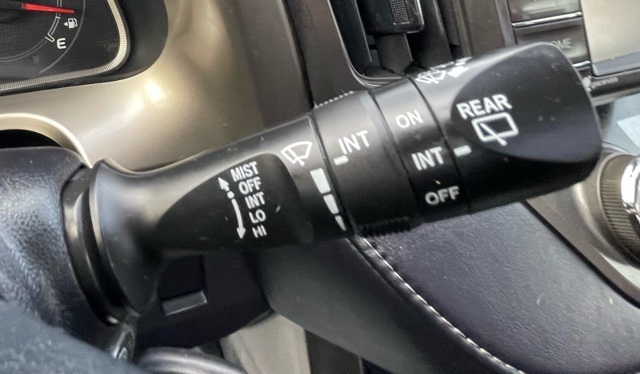 E
MIST
OFF
INT
LO
HI
INT
ON
INT
OFF
REAR